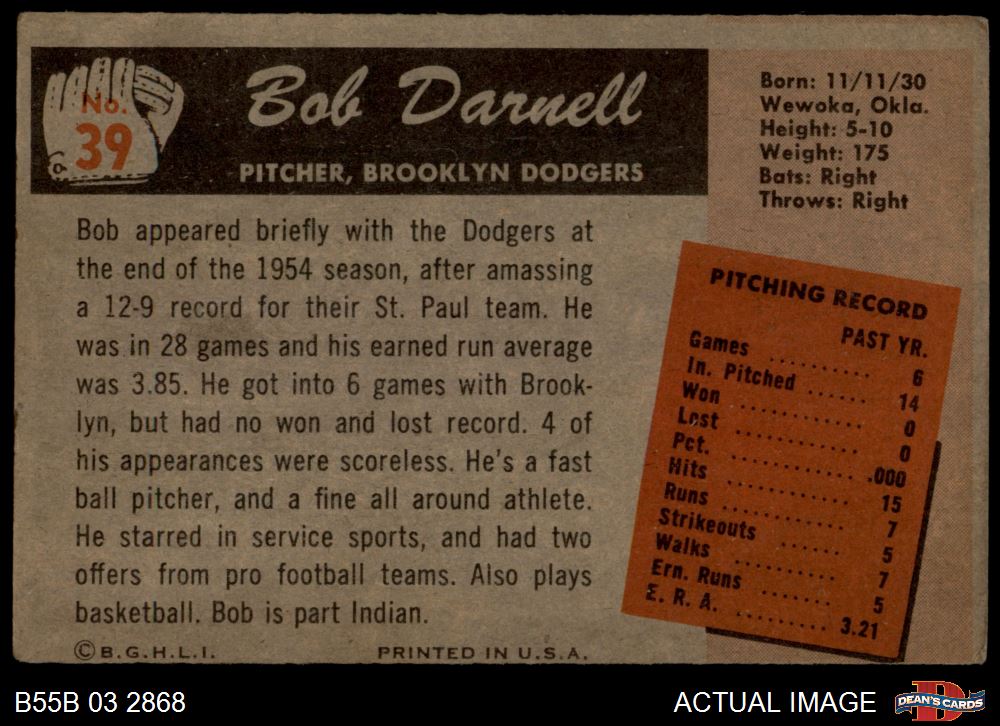 No.
39
Bob Darnell
PITCHER, BROOKLYN DODGERS
Born: 11/11/30
Wewoka, Okla.
Height: 5-10
Weight: 175
Bats: Right
Throws: Right
Bob appeared briefly with the Dodgers at
the end of the 1954 season, after amassing
a 12-9 record for their St. Paul team. He
was in 28 games and his earned run average
was 3.85. He got into 6 games with Brook-
lyn, but had no won and lost record. 4 of
his appearances were scoreless. He's a fast
ball pitcher, and a fine all around athlete.
He starred in service sports, and had two
offers from pro football teams. Also plays
basketball. Bob is part Indian.
PITCHING RECORD
PAST YR.
Games .......... 6
In. Pitched ...... 14
Won ............ 0
Lost ............ 0
Pct. ............ .000
Hits ............ 15
Runs ............ 7
Strikeouts ...... 5
Walks .......... 7
Ern. Runs ........ 5
E. R. A. .......... 3.21
© B.G.H.L.I.
PRINTED IN U.S.A.
B55B 03 2868
ACTUAL IMAGE
D
DEAN'S CARDS